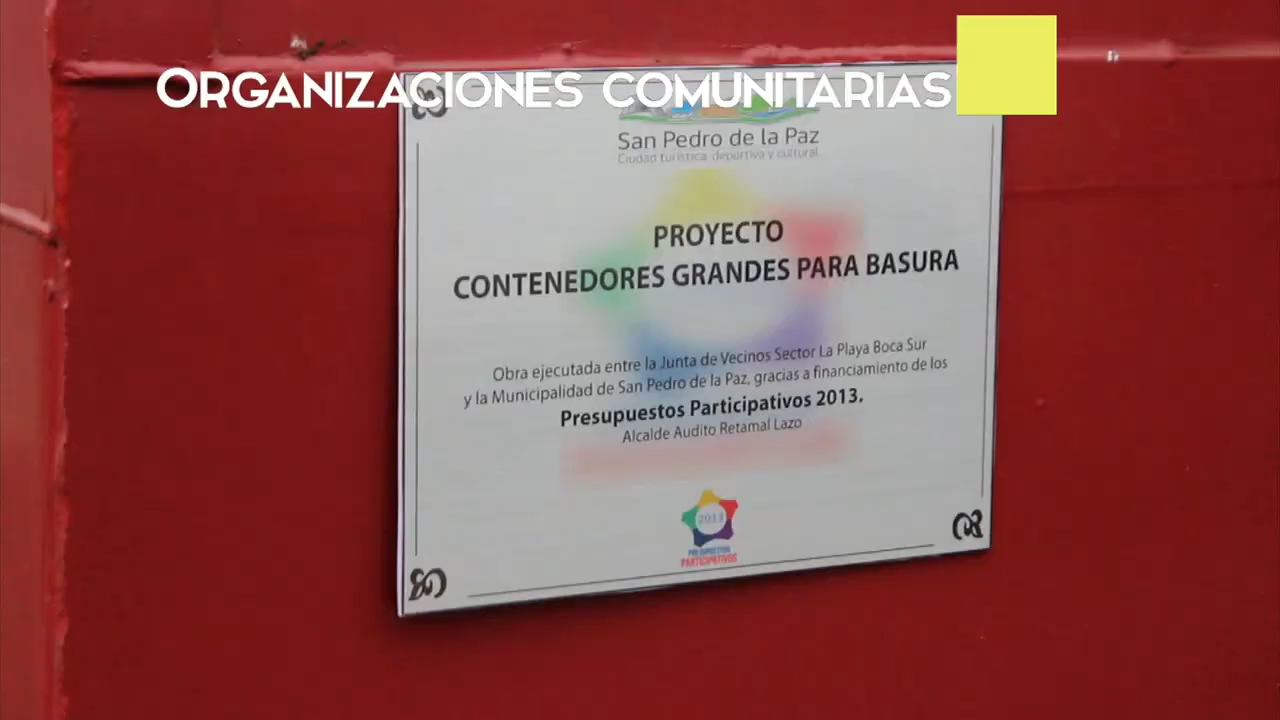 ORGANIZACIONES COMUNITARIAS
San Pedro de la Paz
Ciudad turística, deportiva y cultural
PROYECTO
CONTENEDORES GRANDES PARA BASURA
Obra ejecutada entre la Junta de Vecinos Sector La Playa Boca Sur
y la Municipalidad de San Pedro de la Paz, gracias a financiamiento de los
Presupuestos Participativos 2013.
Alcalde Audito Retamal Lazo
2013
PRESUPUESTOS
PARTICIPATIVOS